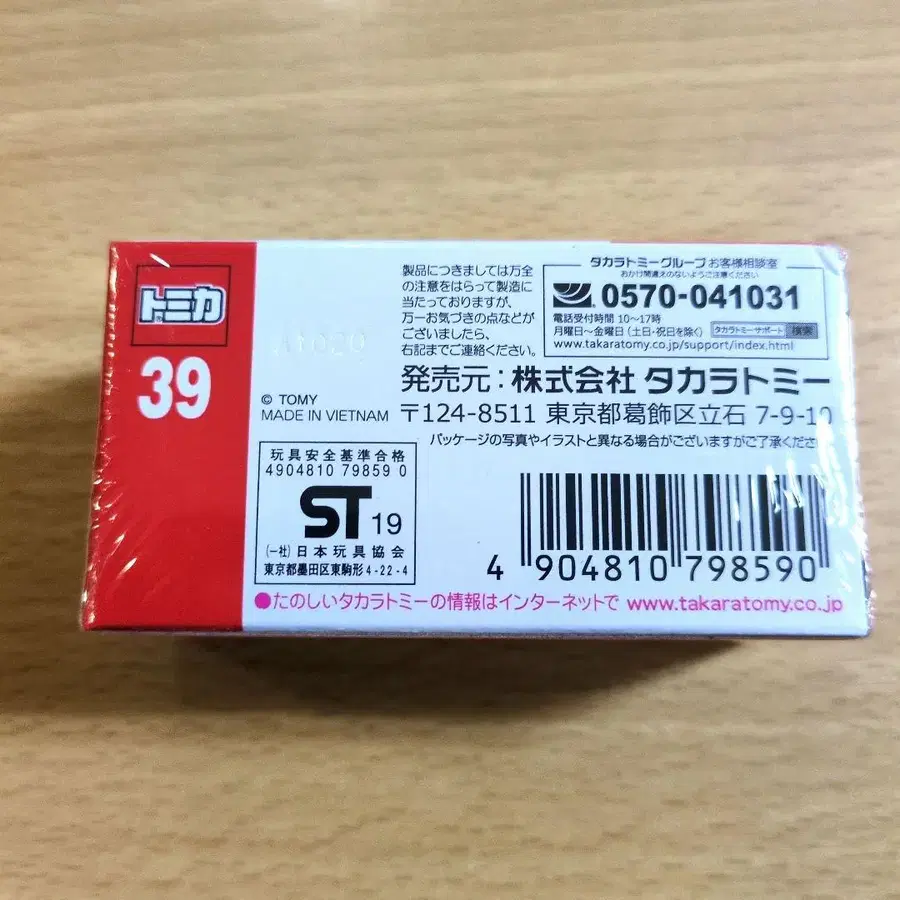 トミカ
39
© TOMY
MADE IN VIETNAM
製品につきましては万全
の注意をはらって製造に
当たっておりますが、
万一お気づきの点などが
ございましたら、
右記までご連絡ください。
タカラトミーグループ お客様相談室
おかけ間違えのないようご注意ください
0570-041031
電話受付時間 10〜17時
月曜日〜金曜日 (土日・祝日を除く) タカラトミーサポート 検索
www.takaratomy.co.jp/support/index.html
発売元:株式会社 タカラトミー
〒124-8511 東京都葛飾区立石 7-9-10
パッケージの写真やイラストと異なる場合がございますがご了承くださ
玩具安全基準合格
4904810 79859 0
ST 19
(一社)日本玩具協会
東京都墨田区東駒形4-22-4
4 904810 798590
●たのしいタカラトミーの情報はインターネットで www.takaratomy.co.jp